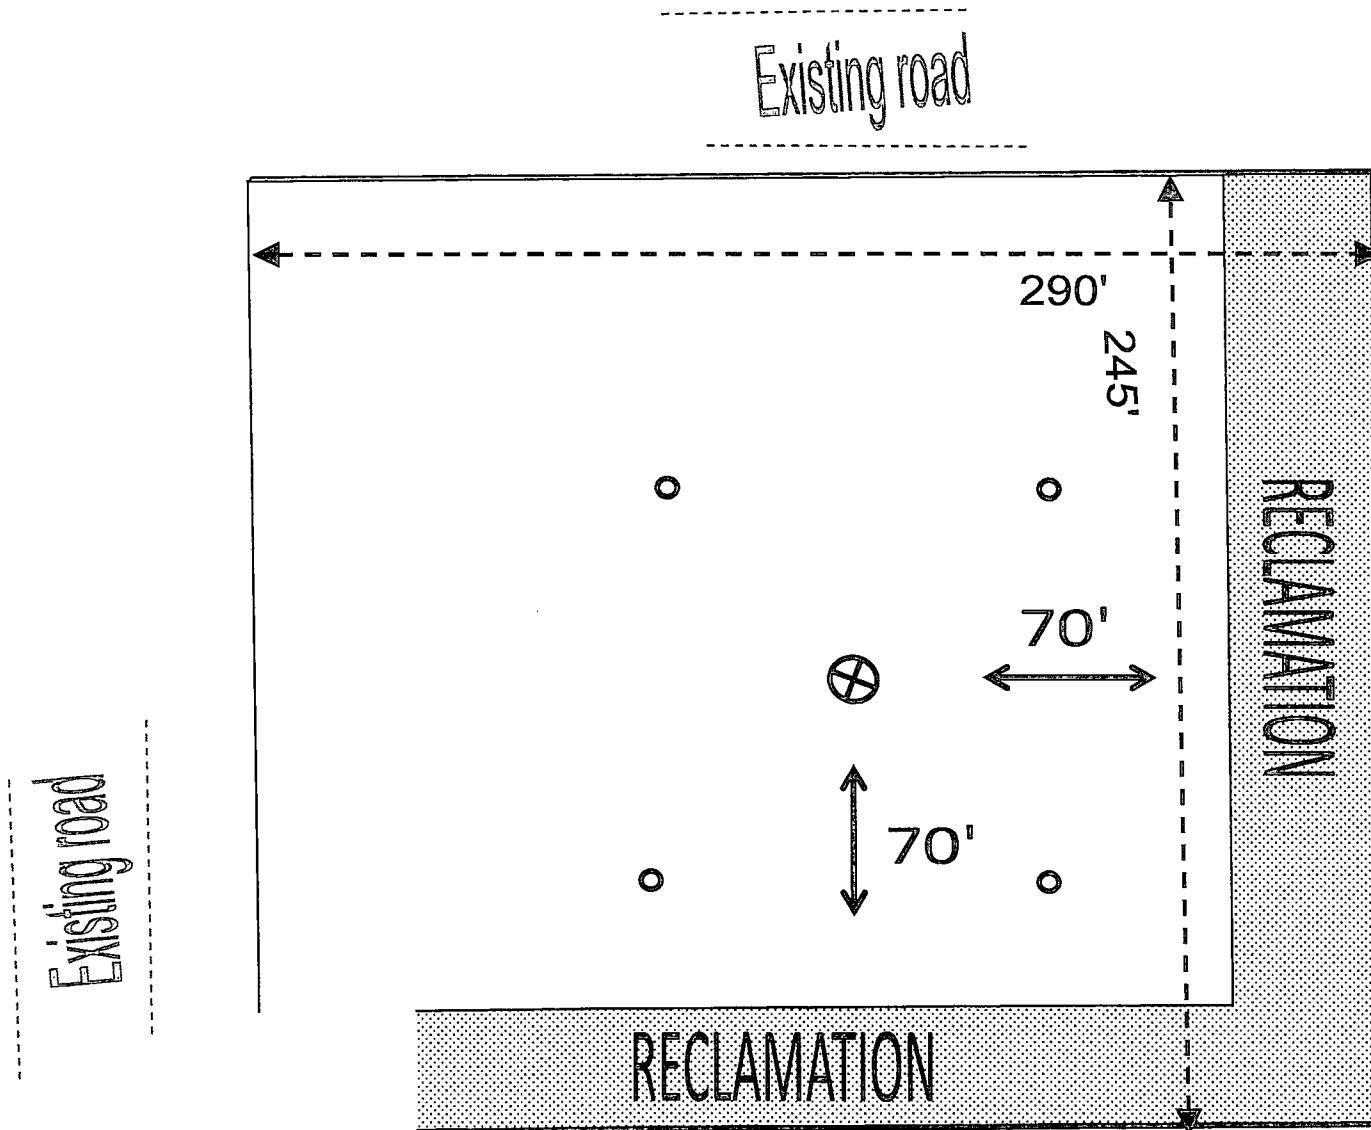 Existing road
290'
245'
RECLAMATION
70'
70'
Existing road
RECLAMATION